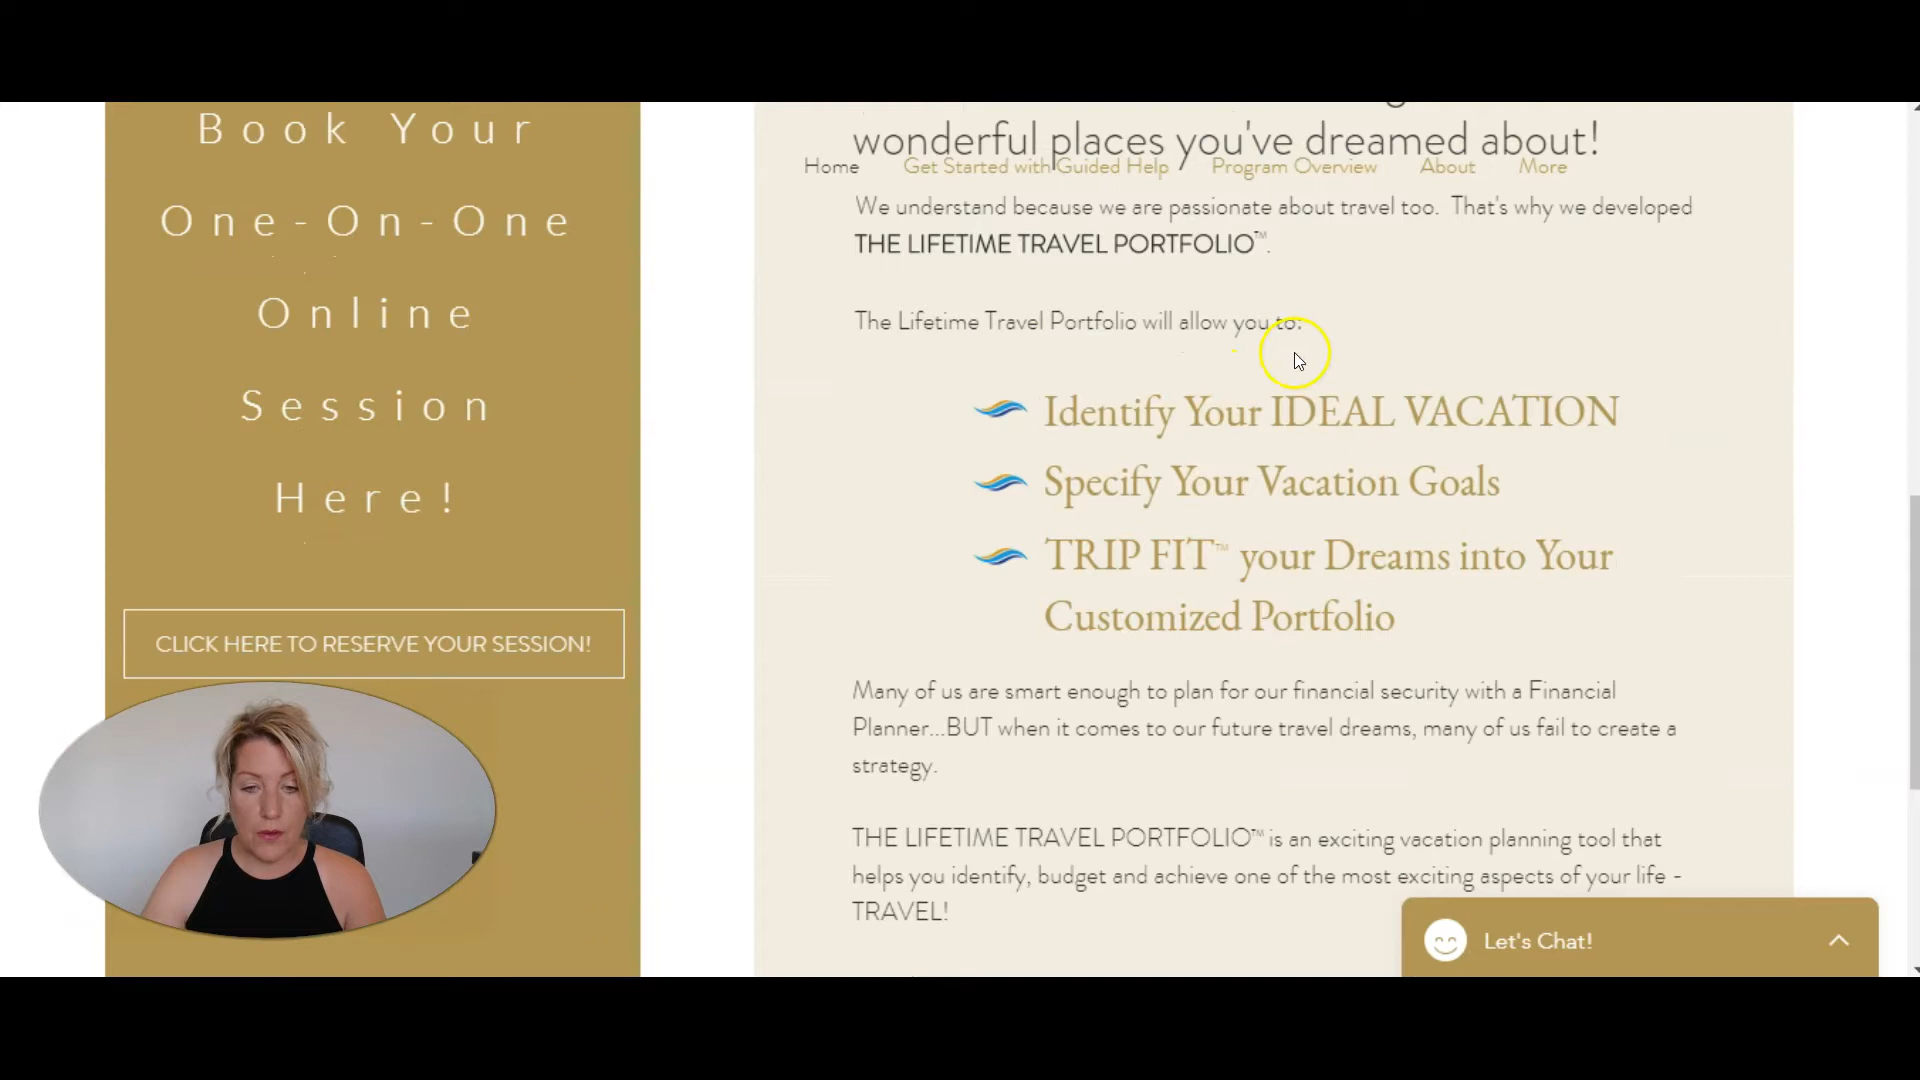 Book Your
One-On-One
Online
Session
Here!
CLICK HERE TO RESERVE YOUR SESSION!
wonderful places you've dreamed about!
Home Get Started with Guided Help Program Overview About More
We understand because we are passionate about travel too. That's why we developed
THE LIFETIME TRAVEL PORTFOLIO™.
The Lifetime Travel Portfolio will allow you to:
Identify Your IDEAL VACATION
Specify Your Vacation Goals
TRIP FIT™ your Dreams into Your
Customized Portfolio
Many of us are smart enough to plan for our financial security with a Financial
Planner...BUT when it comes to our future travel dreams, many of us fail to create a
strategy.
THE LIFETIME TRAVEL PORTFOLIO™ is an exciting vacation planning tool that
helps you identify, budget and achieve one of the most exciting aspects of your life -
TRAVEL!
Let's Chat!